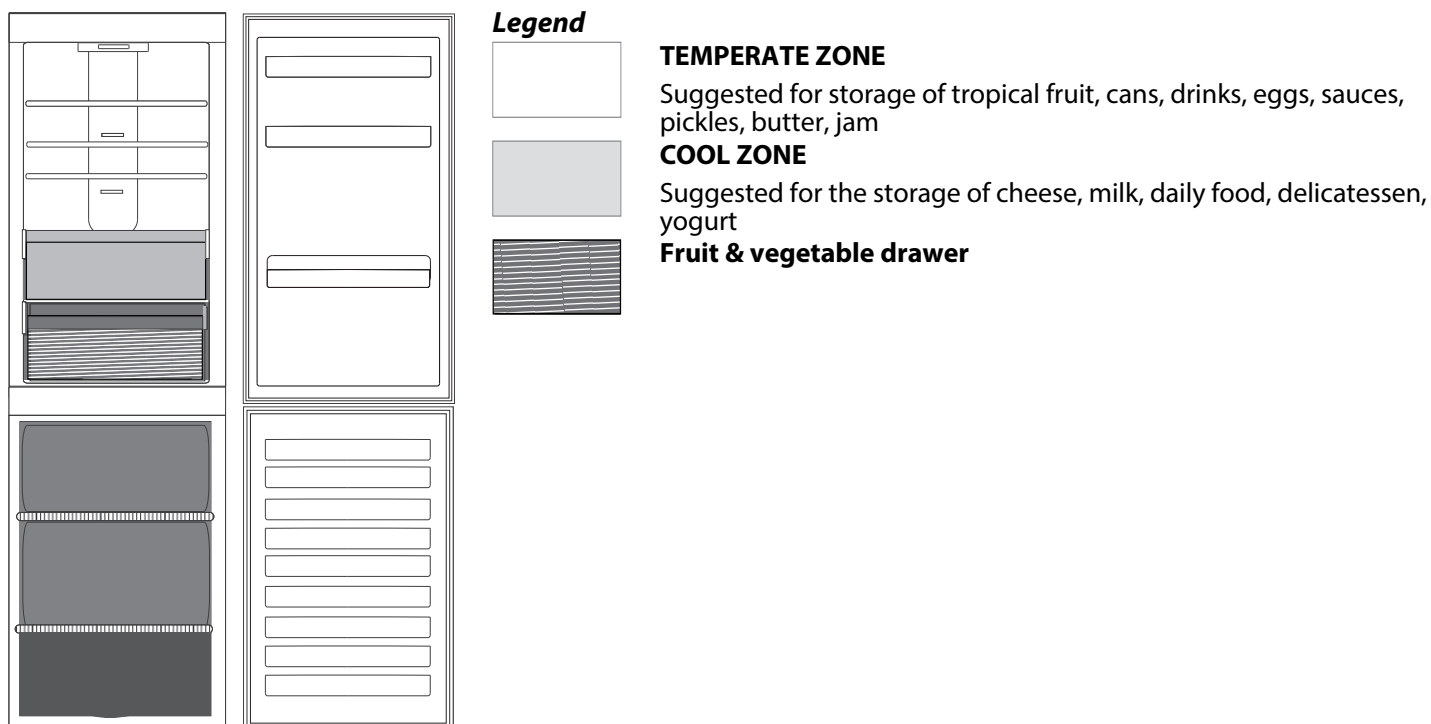 Legend
TEMPERATE ZONE
Suggested for storage of tropical fruit, cans, drinks, eggs, sauces,
pickles, butter, jam
COOL ZONE
Suggested for the storage of cheese, milk, daily food, delicatessen,
yogurt
Fruit & vegetable drawer